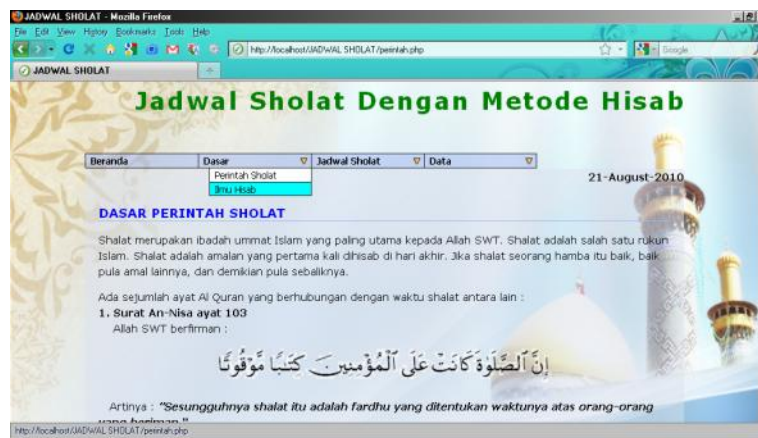 JADWAL SHOLAT - Mozilla Firefox
File Edit View History Bookmarks Tools Help
http://localhost/JADWAL SHOLAT/perintah.php
Google
JADWAL SHOLAT
Jadwal Sholat Dengan Metode Hisab
Beranda Dasar Jadwal Sholat Data
Perintah Sholat
Ilmu Hisab
21-August-2010
DASAR PERINTAH SHOLAT
Shalat merupakan ibadah ummat Islam yang paling utama kepada Allah SWT. Shalat adalah salah satu rukun
Islam. Shalat adalah amalan yang pertama kali dihisab di hari akhir. Jika shalat seorang hamba itu baik, baik
pula amal lainnya, dan demikian pula sebaliknya.
Ada sejumlah ayat Al Quran yang berhubungan dengan waktu shalat antara lain :
1. Surat An-Nisa ayat 103
Allah SWT berfirman :
إِنَّ ٱلصَّلَوٰةَ كَانَتْ عَلَى ٱلْمُؤْمِنِينَ كِتَـٰبًا مَّوْقُوتًا
Artinya : "Sesungguhnya shalat itu adalah fardhu yang ditentukan waktunya atas orang-orang
yang beriman."
http://localhost/JADWAL SHOLAT/perintah.php